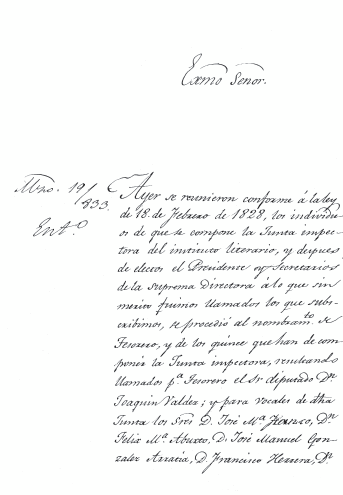 Exmo Señor.
Mzo. 19/833.
Ent.o
Ayer se reunieron conforme á la ley
de 18 de Febrero de 1828, los individu-
os de que se compone la Junta inspec-
tora del instituto literario, y despues
de electos el Presidente y Secretarios
de la suprema Directora á lo que sin
merito fuimos llamados los que subs-
cribimos, se procedió al nombramto. de
Tesorero, y de los quince que han de com-
poner la Junta inspectora, resultando
llamados p.a Tesorero el Sr diputado Dn.
Joaquin Valdez; y para vocales de dha
Junta los Sres D. José Ma. D. Dn.
Felix Ma. Aburto, D. José Manuel Gon-
zalez Arratia, D. Francisco Herrera, Dn.